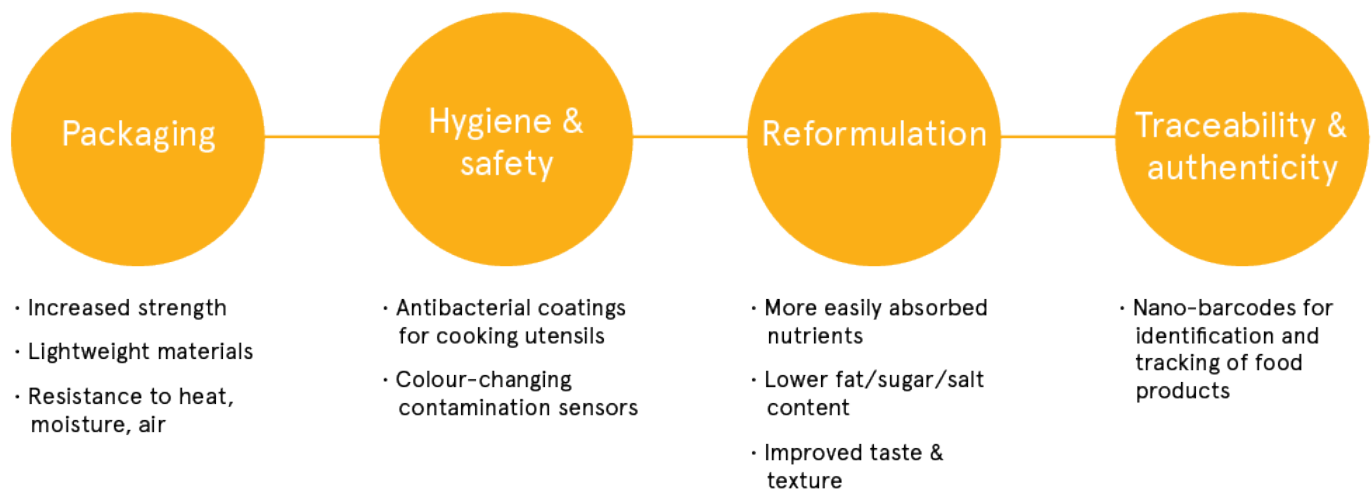 Packaging
· Increased strength
· Lightweight materials
· Resistance to heat,
moisture, air
Hygiene &
safety
· Antibacterial coatings
for cooking utensils
· Colour-changing
contamination sensors
Reformulation
· More easily absorbed
nutrients
· Lower fat/sugar/salt
content
· Improved taste &
texture
Traceability &
authenticity
· Nano-barcodes for
identification and
tracking of food
products